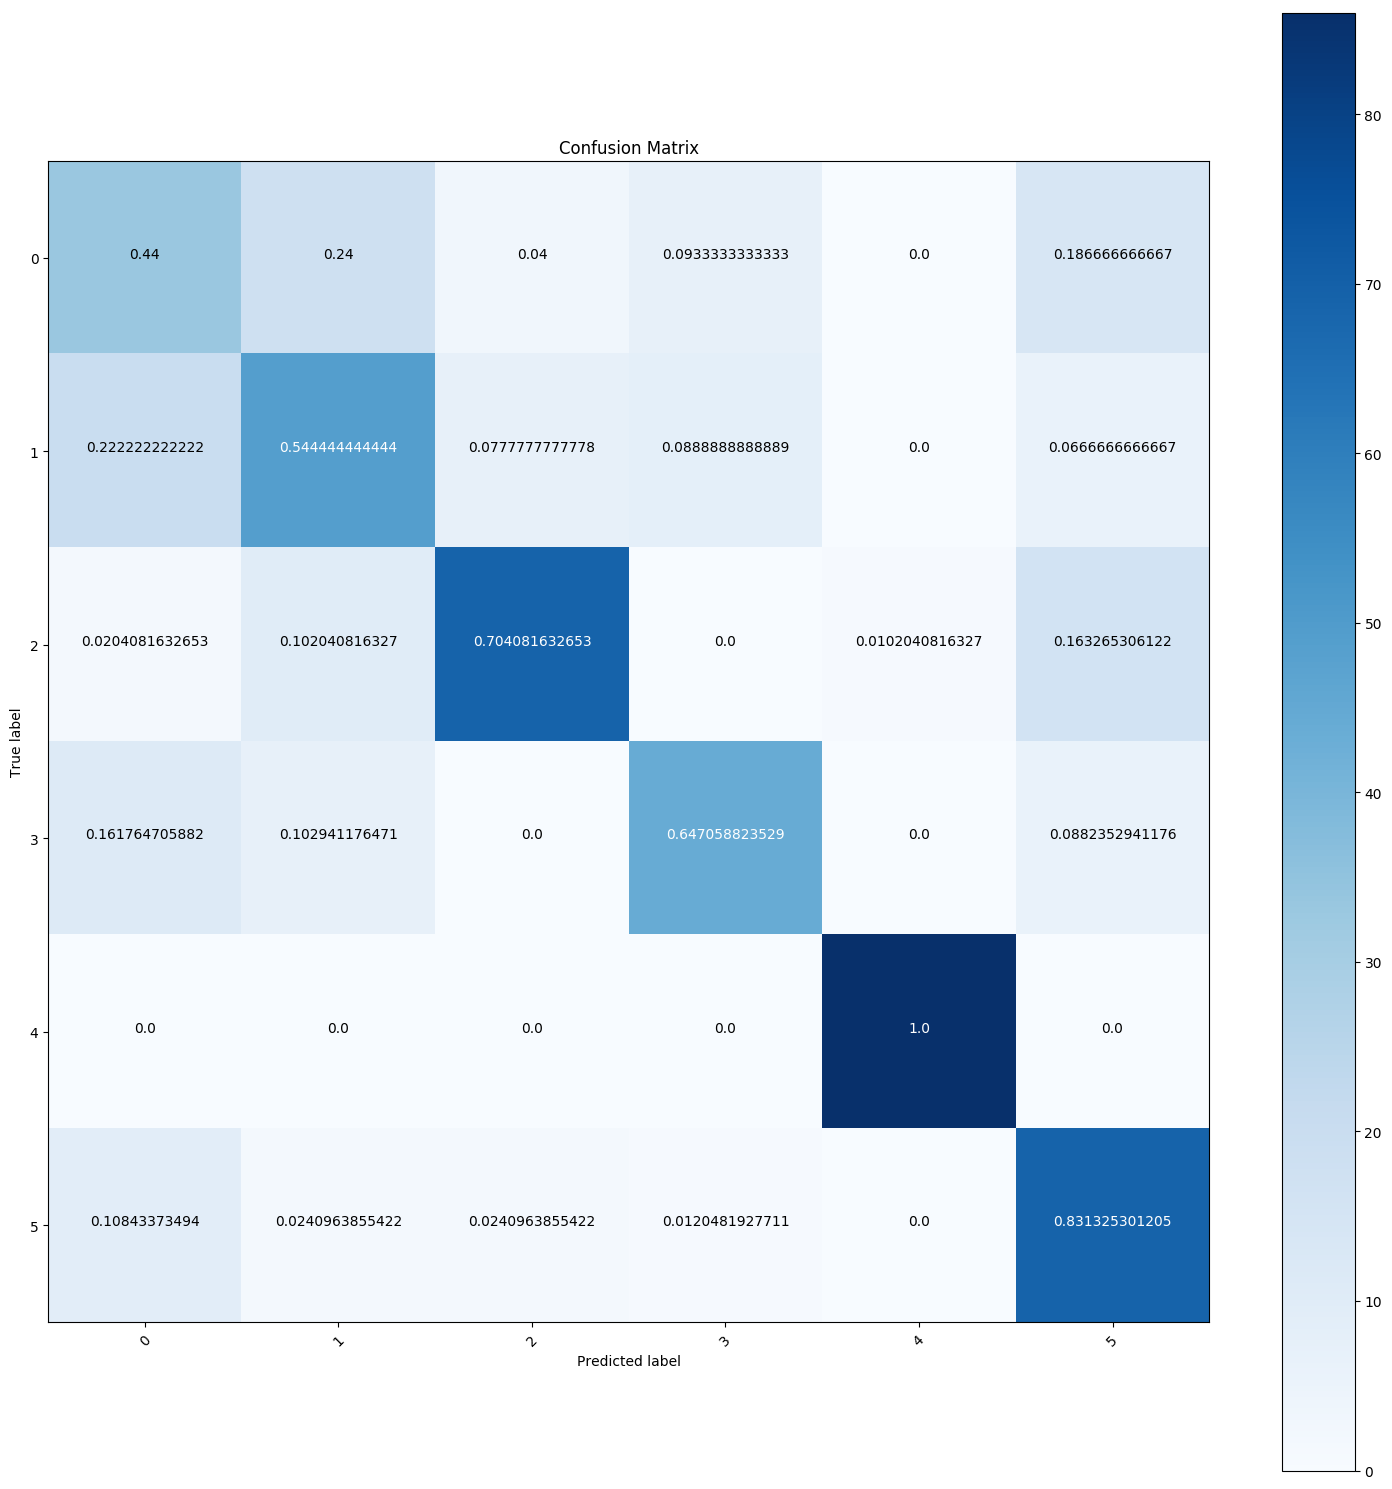 Confusion Matrix
0 0.44 0.24 0.04 0.0933333333333 0.0 0.186666666667
1 0.222222222222 0.544444444444 0.0777777777778 0.0888888888889 0.0 0.0666666666667
2 0.0204081632653 0.102040816327 0.704081632653 0.0 0.0102040816327 0.163265306122
3 0.161764705882 0.102941176471 0.0 0.647058823529 0.0 0.0882352941176
4 0.0 0.0 0.0 0.0 1.0 0.0
5 0.10843373494 0.0240963855422 0.0240963855422 0.0120481927711 0.0 0.831325301205
0 1 2 3 4 5
Predicted label
True label
80
70
60
50
40
30
20
10
0